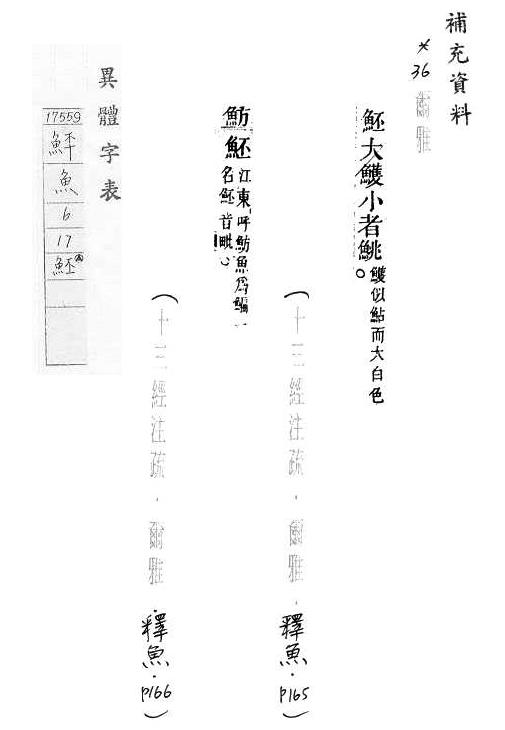 補充資料
*36 爾雅
魾大鱯小者鮡。鱯似鮎而大白色
(十三經注疏．爾雅．釋魚．p165)
魴魾江東呼魴魚爲鯿一
名魾音毗。
(十三經注疏．爾雅．釋魚．p166)
異體字表
17559
魚
6
17
魾